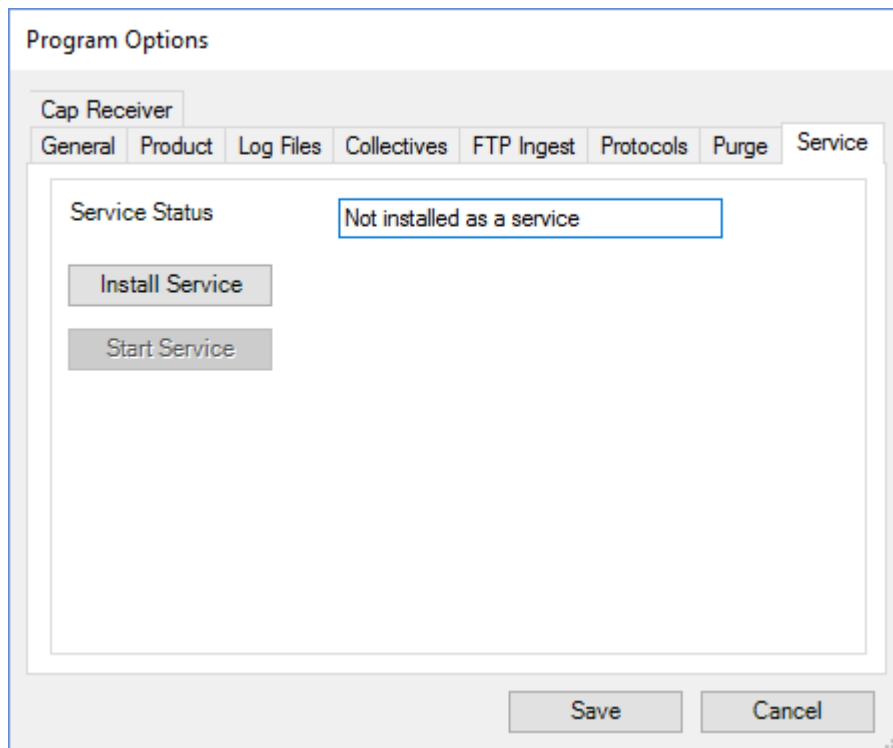 Program Options
Cap Receiver
General Product Log Files Collectives FTP Ingest Protocols Purge Service
Service Status Not installed as a service
Install Service
Start Service
Save Cancel